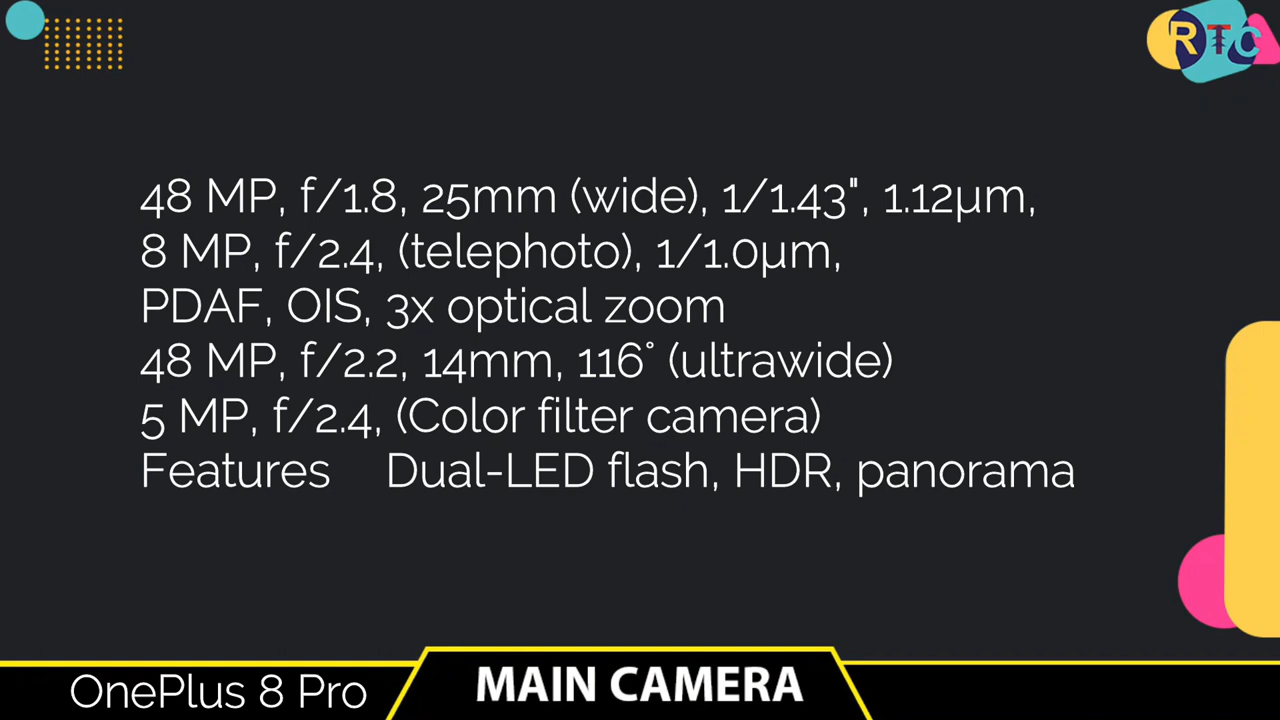 RTC
48 MP, f/1.8, 25mm (wide), 1/1.43", 1.12µm,
8 MP, f/2.4, (telephoto), 1/1.0µm,
PDAF, OIS, 3x optical zoom
48 MP, f/2.2, 14mm, 116˚ (ultrawide)
5 MP, f/2.4, (Color filter camera)
Features Dual-LED flash, HDR, panorama
OnePlus 8 Pro
MAIN CAMERA